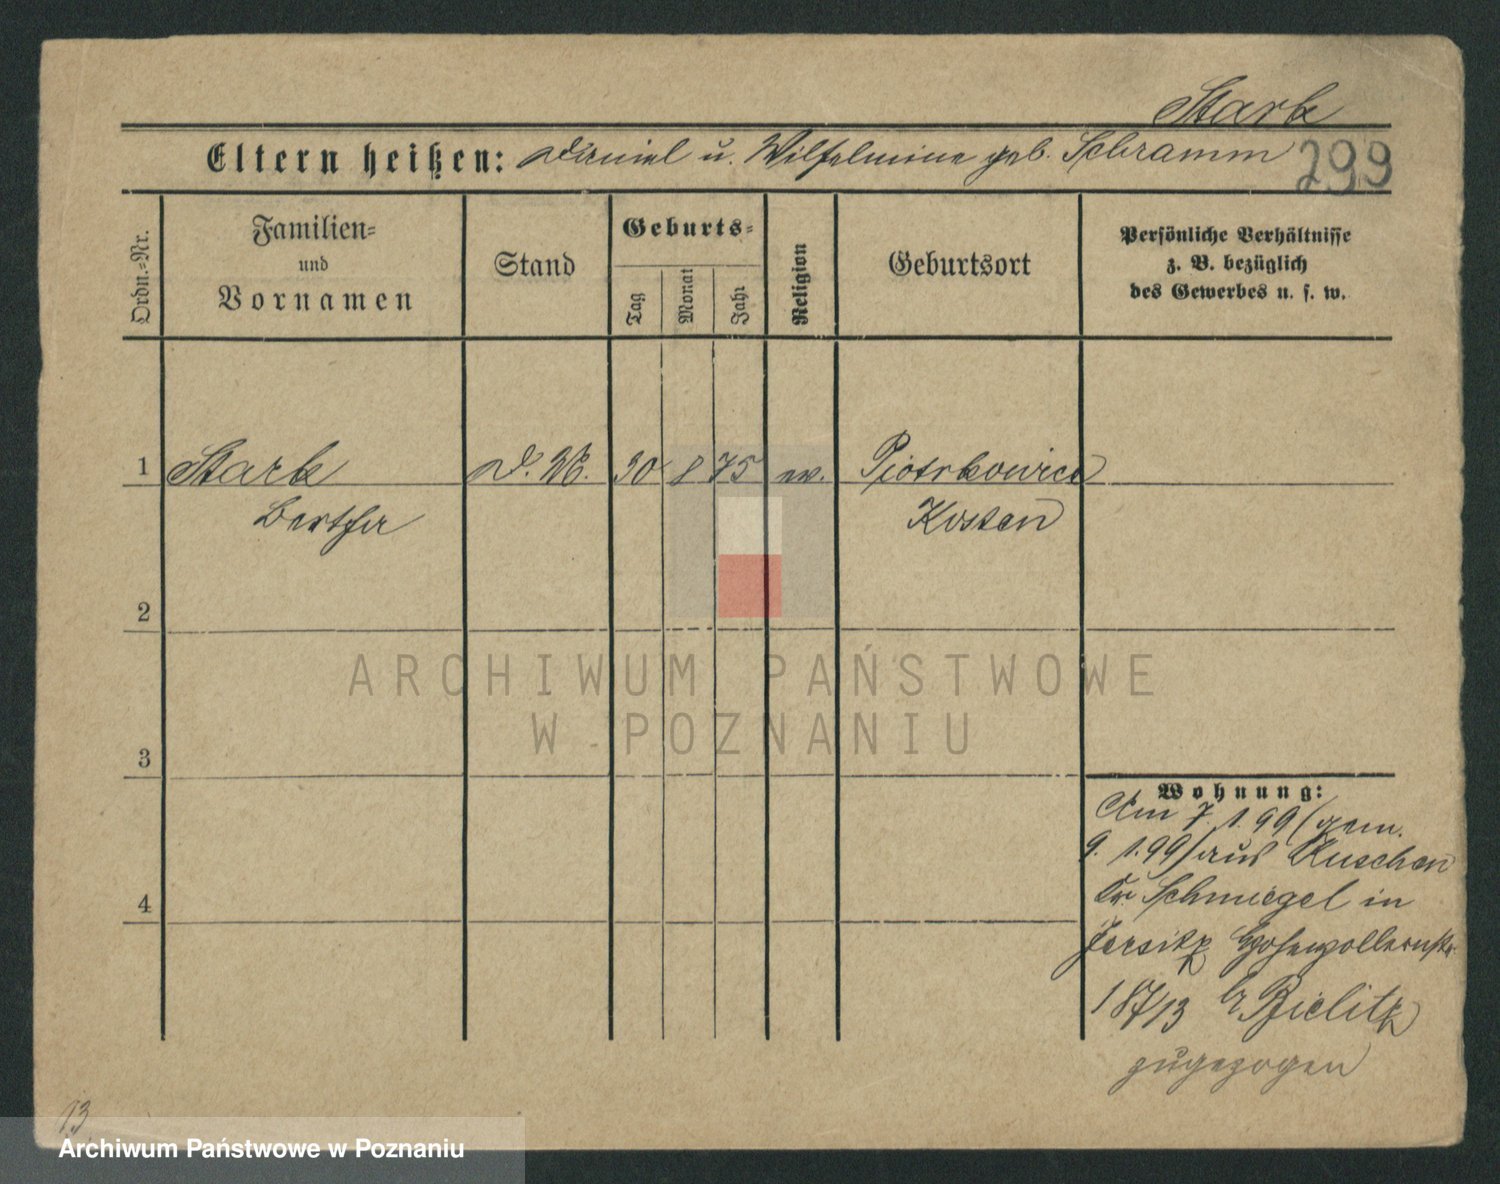 Stark
Eltern heißen: Daniel u. Wilhelmine geb. Schramm 299
Ordn.-Nr.
Familien-
und
Vornamen
Stand
Geburts-
Tag
Monat
Jahr
Religion
Geburtsort
Persönliche Verhältnisse
z. B. bezüglich
des Gewerbes u. s. w.
1 Stark D. M. 30 8 75 ev. Piotrkowice
Bertha Kosten
2
3
4
Wohnung:
Am 7. 1. 99 (gem.
9. 1. 99) aus Kuschen
Kr Schmiegel in
Jersitz Hohenzollernstr.
b Bielitz
zugezogen
13
ARCHIWUM PAŃSTWOWE
W POZNANIU
Archiwum Państwowe w Poznaniu